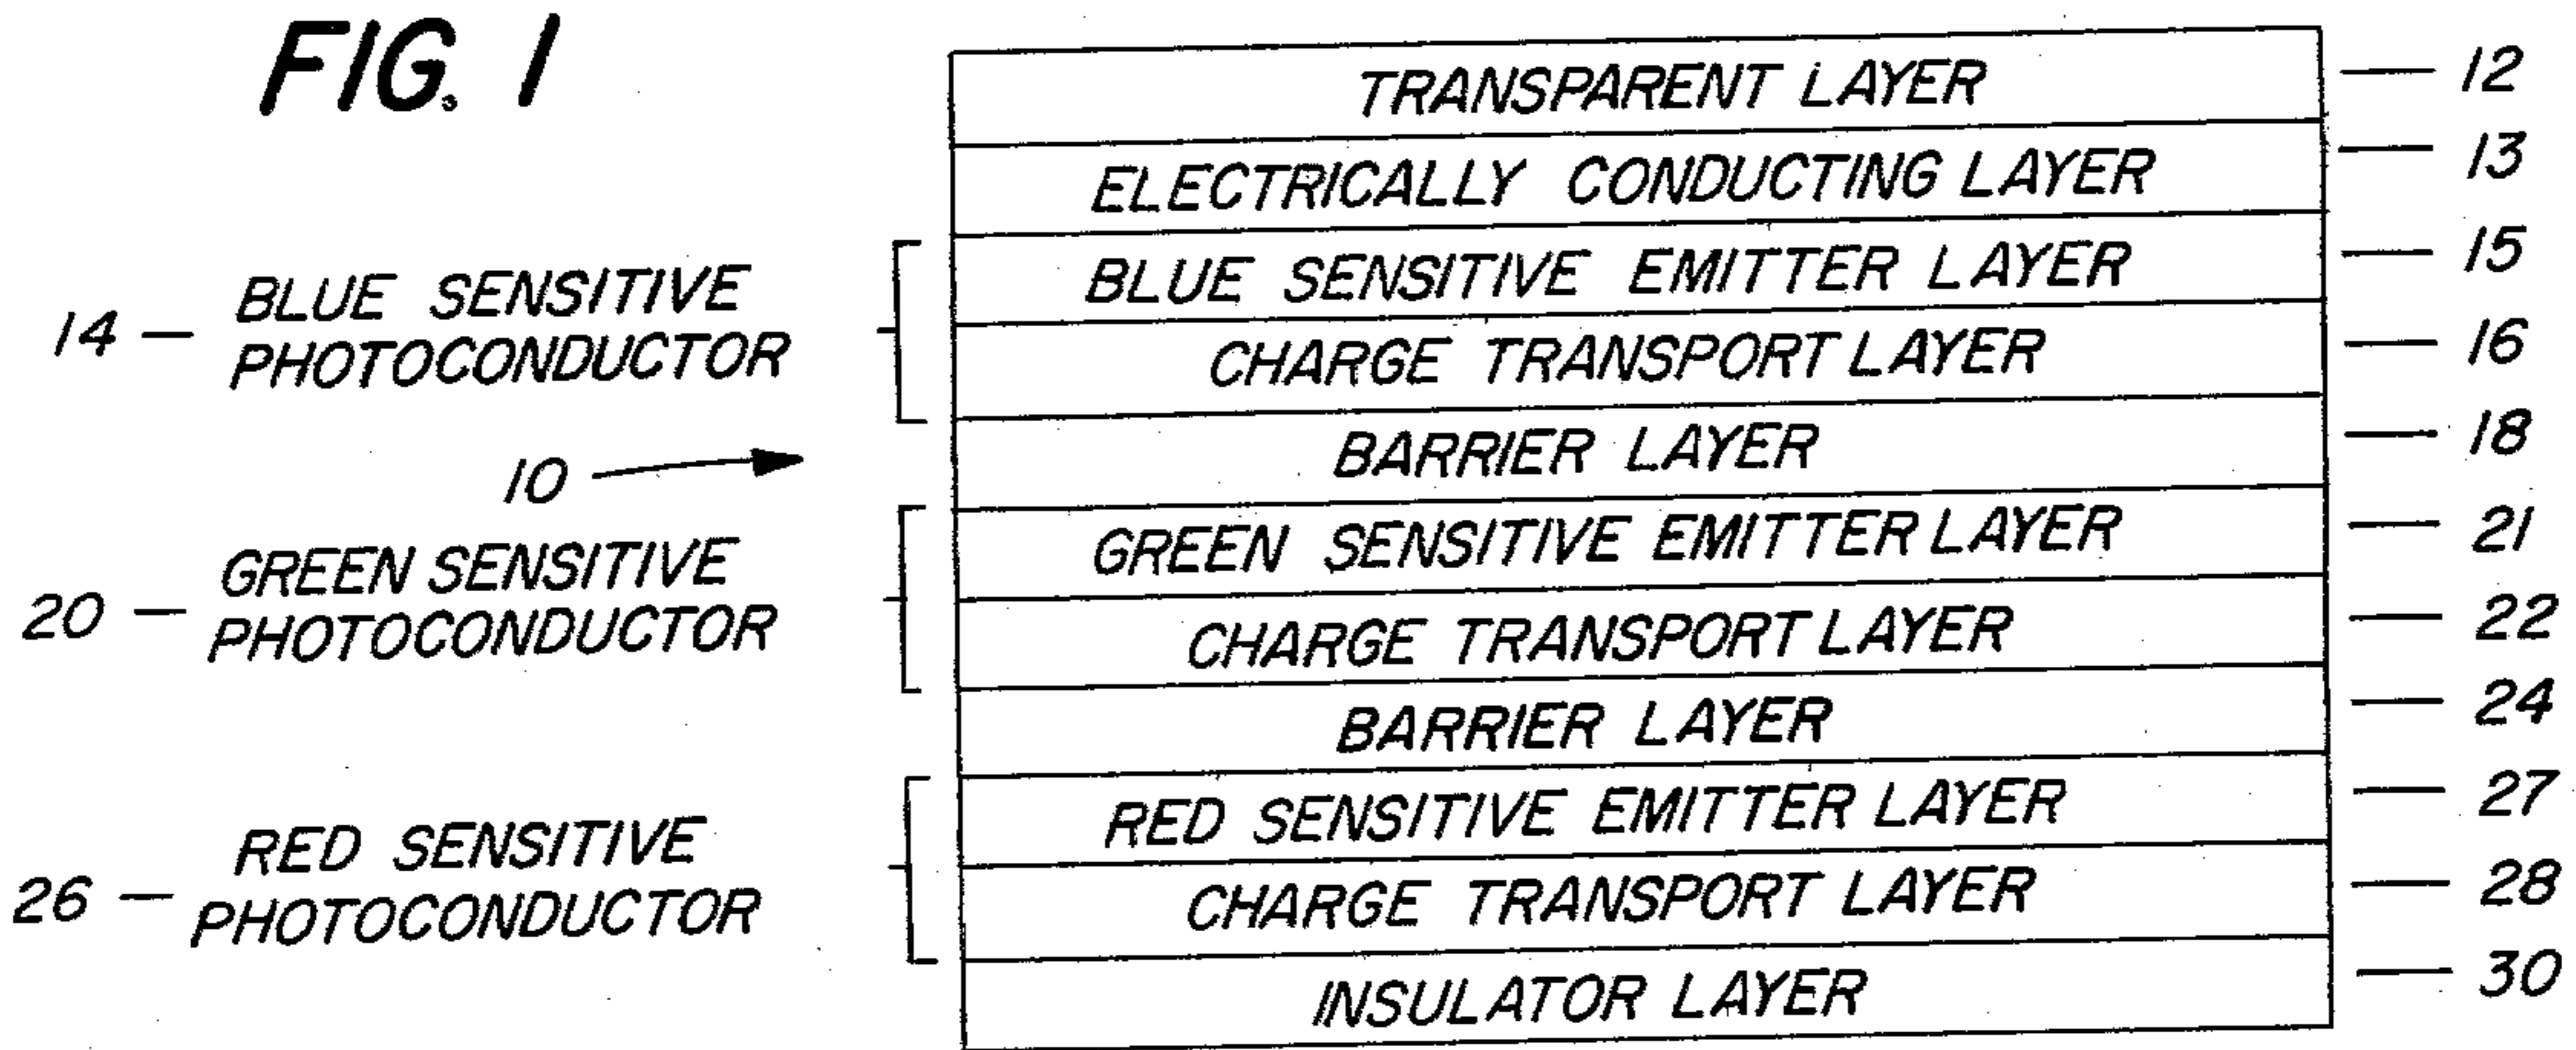 FIG. 1
TRANSPARENT LAYER — 12
ELECTRICALLY CONDUCTING LAYER — 13
BLUE SENSITIVE EMITTER LAYER — 15
14 — BLUE SENSITIVE
PHOTOCONDUCTOR
CHARGE TRANSPORT LAYER — 16
BARRIER LAYER — 18
10
GREEN SENSITIVE EMITTER LAYER — 21
20 — GREEN SENSITIVE
PHOTOCONDUCTOR
CHARGE TRANSPORT LAYER — 22
BARRIER LAYER — 24
RED SENSITIVE EMITTER LAYER — 27
26 — RED SENSITIVE
PHOTOCONDUCTOR
CHARGE TRANSPORT LAYER — 28
INSULATOR LAYER — 30